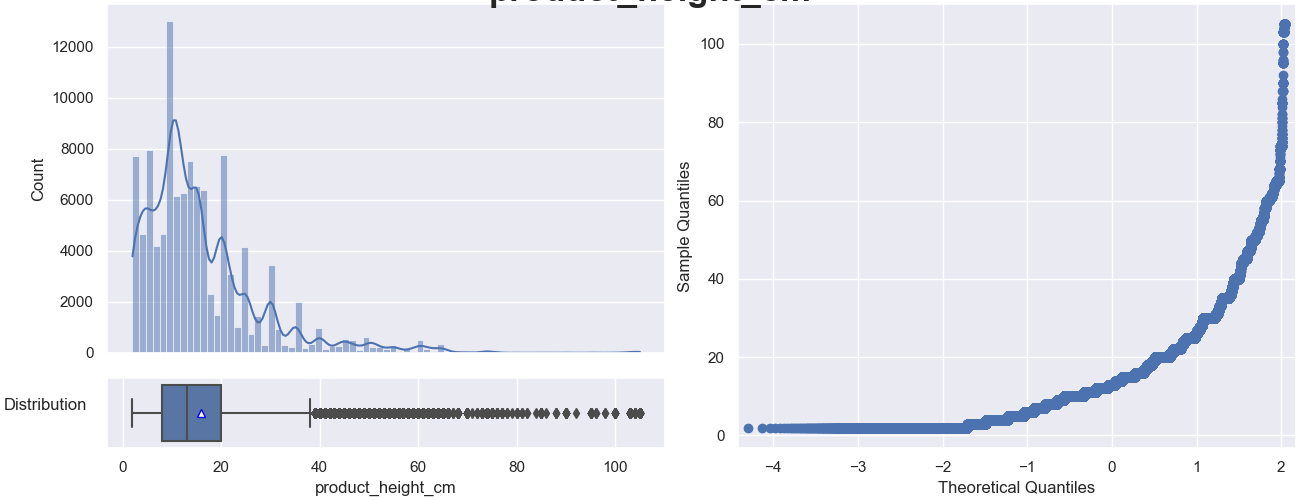 product_height_cm
12000
10000
8000
6000
4000
2000
0
Count
Distribution
0 20 40 60 80 100
product_height_cm
100
80
60
40
20
0
Sample Quantiles
−4 −3 −2 −1 0 1 2
Theoretical Quantiles